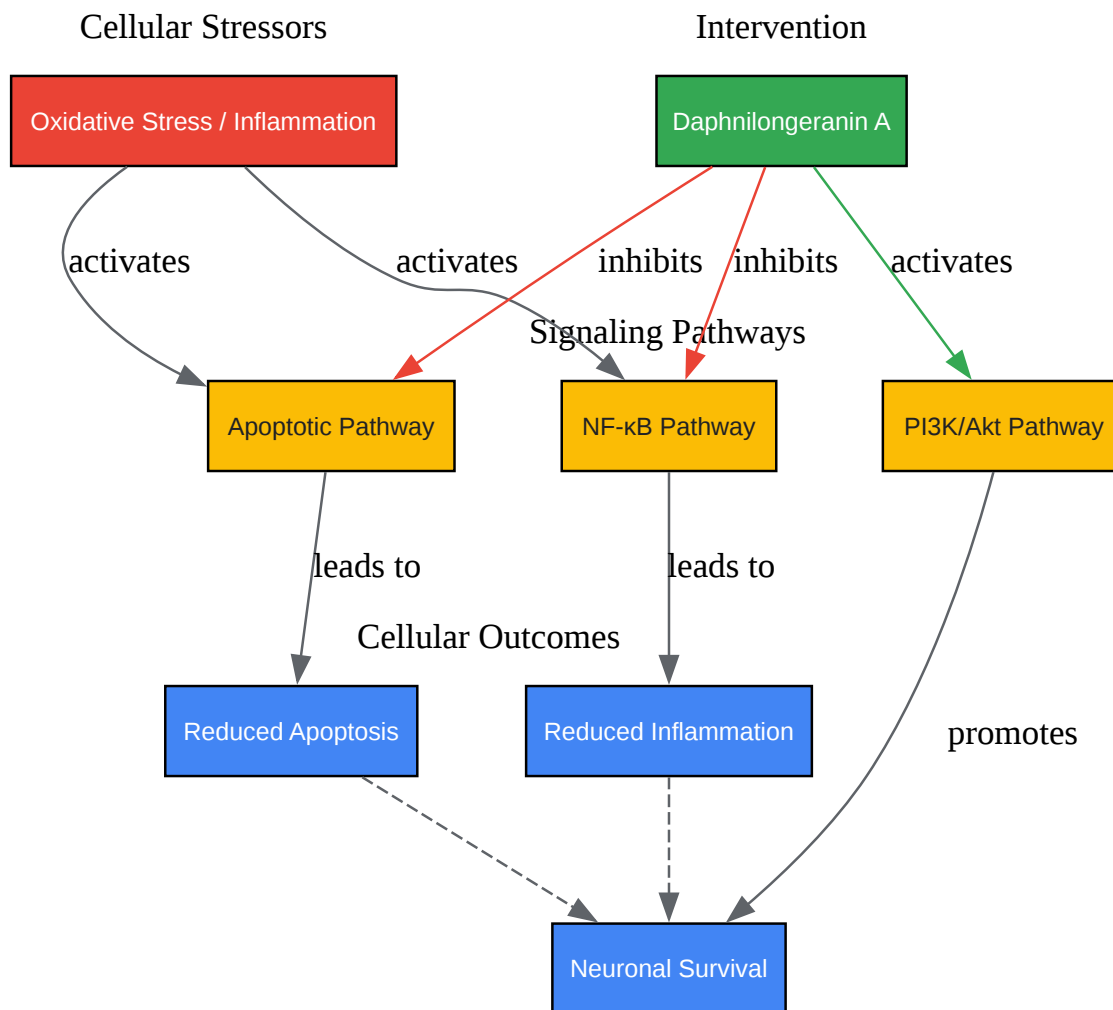 Cellular Stressors
Intervention
Oxidative Stress / Inflammation
Daphnilongeranin A
activates
activates
inhibits
inhibits
activates
Signaling Pathways
Apoptotic Pathway
NF-κB Pathway
PI3K/Akt Pathway
leads to
leads to
Cellular Outcomes
Reduced Apoptosis
Reduced Inflammation
promotes
Neuronal Survival